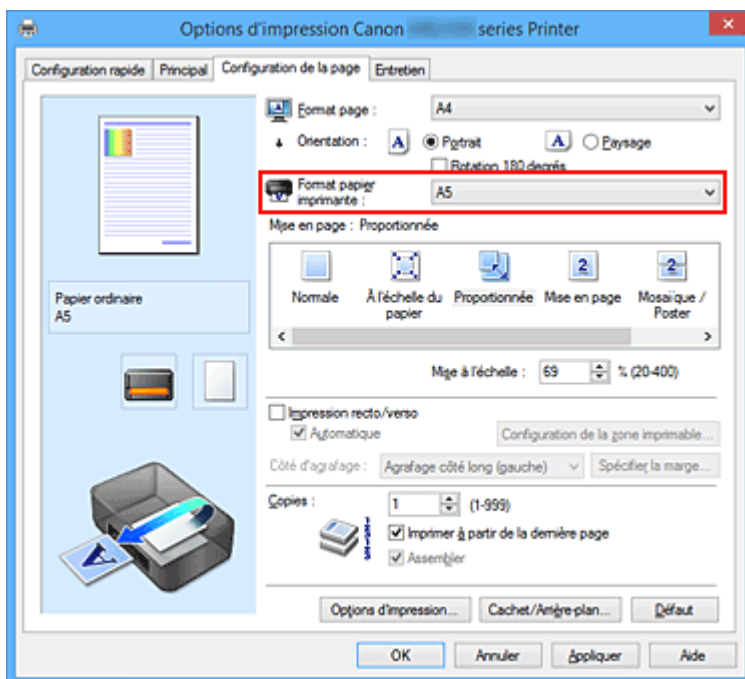 Options d'impression Canon series Printer
Configuration rapide Principal Configuration de la page Entretien
Format page : A4
Orientation : A Portrait A Paysage
Rotation 180 degrés
Format papier imprimante : A5
Mise en page : Proportionnée
Normale À l'échelle du papier Proportionnée Mise en page Mosaïque / Poster
Papier ordinaire
A5
Mise à l'échelle : 69 % (20-400)
Impression recto/verso
Automatique Configuration de la zone imprimable...
Côté d'agrafage : Agrafage côté long (gauche) Spécifier la marge...
Copies : 1 (1-999)
Imprimer à partir de la dernière page
Assembler
Options d'impression... Cachet/Arrière-plan... Défaut
OK Annuler Appliquer Aide